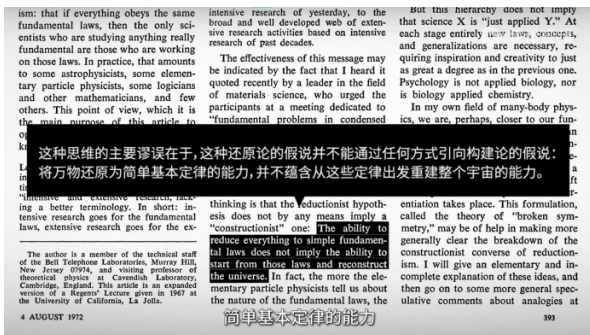 ism: that if everything obeys the same
fundamental laws, then the only sci-
entists who are studying anything really
fundamental are those who are working
on those laws. In practice, that amounts
to some astrophysicists, some elemen-
tary particle physicists, some logicians
and other mathematicians, and few
others. This point of view, which it is
the main purpose of this article to
"intensive and extensive research, lack-
ing a better terminology. In short: in-
tensive research goes for the fundamental
laws, extensive research goes for the ex-
The author is a member of the technical staff
of the Bell Telephone Laboratories, Murray Hill,
New Jersey 07974, and visiting professor of
theoretical physics at Cavendish Laboratory,
Cambridge, England. This article is an expanded
version of a Regents' Lecture given in 1967 at
the University of California, La Jolla.
4 AUGUST 1972
intensive research of yesterday, to the
broad and well developed web of exten-
sive research activities based on intensive
research of past decades.
The effectiveness of this message may
be indicated by the fact that I heard it
quoted recently by a leader in the field
of materials science, who urged the
participants at a meeting dedicated to
"fundamental problems in condensed
thinking is that the reductionist hypoth-
esis does not by any means imply a
"constructionist" one: The ability to
reduce everything to simple fundamen-
tal laws does not imply the ability to
start from those laws and reconstruct
the universe. In fact, the more the ele-
mentary particle physicists tell us about
the nature of the fundamental laws, the
But this hierarchy does not imply
that science X is "just applied Y." At
each stage entirely new laws, concepts,
and generalizations are necessary, re-
quiring inspiration and creativity to just
as great a degree as in the previous one.
Psychology is not applied biology, nor
is biology applied chemistry.
In my own field of many-body phys-
ics, we are, perhaps, closer to our fun-
entiation takes place. This formulation,
called the theory of "broken sym-
metry," may be of help in making more
generally clear the breakdown of the
constructionist converse of reduction-
ism. I will give an elementary and in-
complete explanation of these ideas, and
then go on to some more general spec-
ulative comments about analogies at
393
这种思维的主要谬误在于，这种还原论的假说并不能通过任何方式引向构建论的假说：
将万物还原为简单基本定律的能力，并不蕴含从这些定律出发重建整个宇宙的能力。
简单基本定律的能力